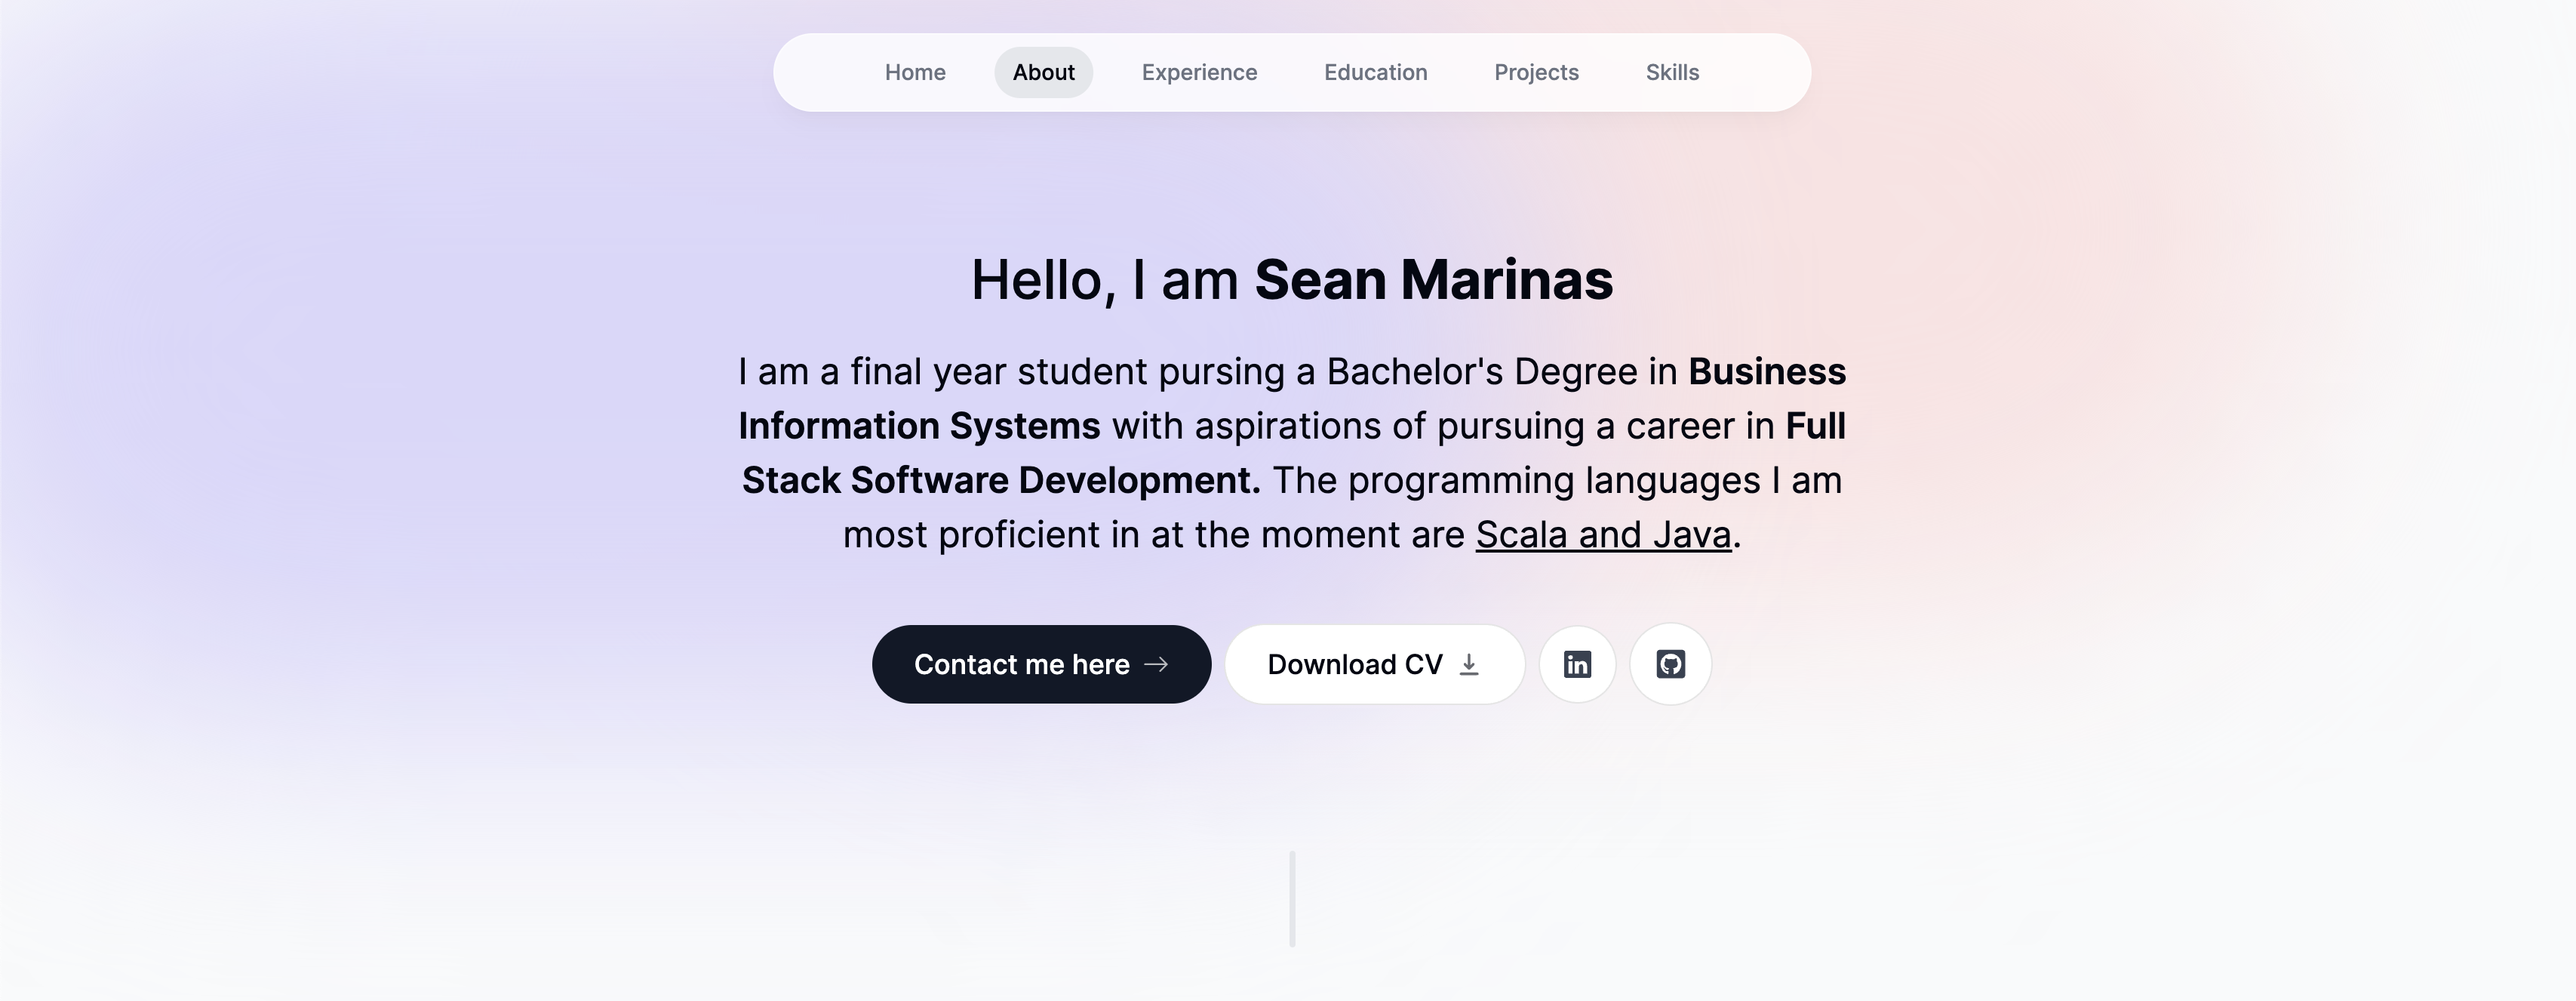 Home About Experience Education Projects Skills
Hello, I am Sean Marinas
I am a final year student pursing a Bachelor's Degree in Business
Information Systems with aspirations of pursuing a career in Full
Stack Software Development. The programming languages I am
most proficient in at the moment are Scala and Java.
Contact me here → Download CV in